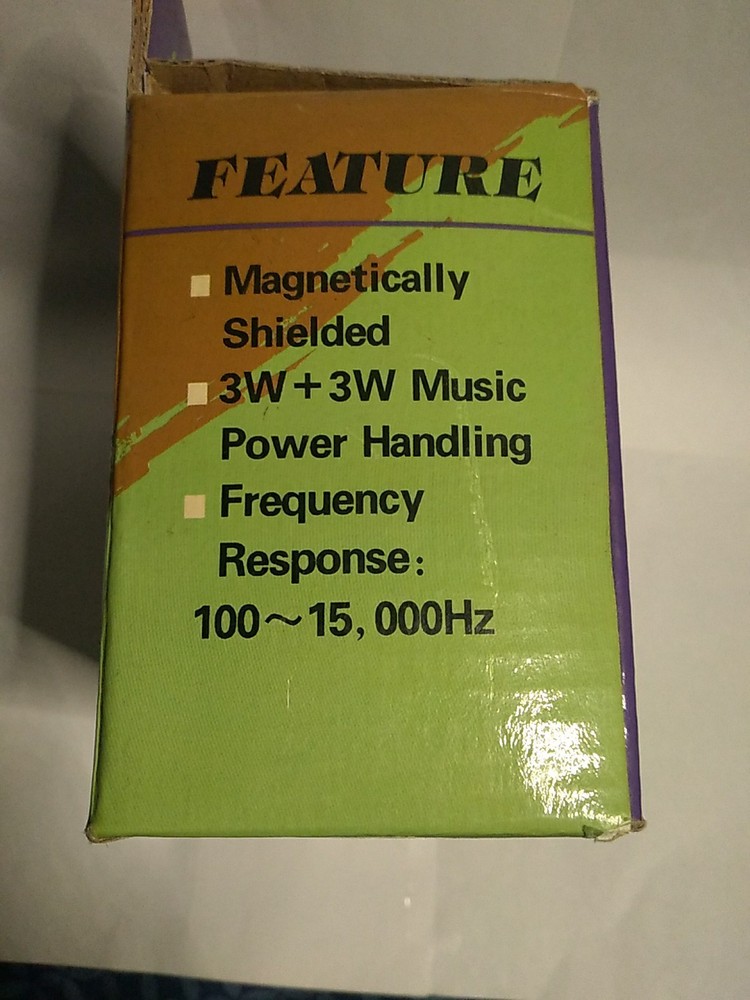 FEATURE
Magnetically
Shielded
3W+3W Music
Power Handling
Frequency
Response:
100～15,000Hz